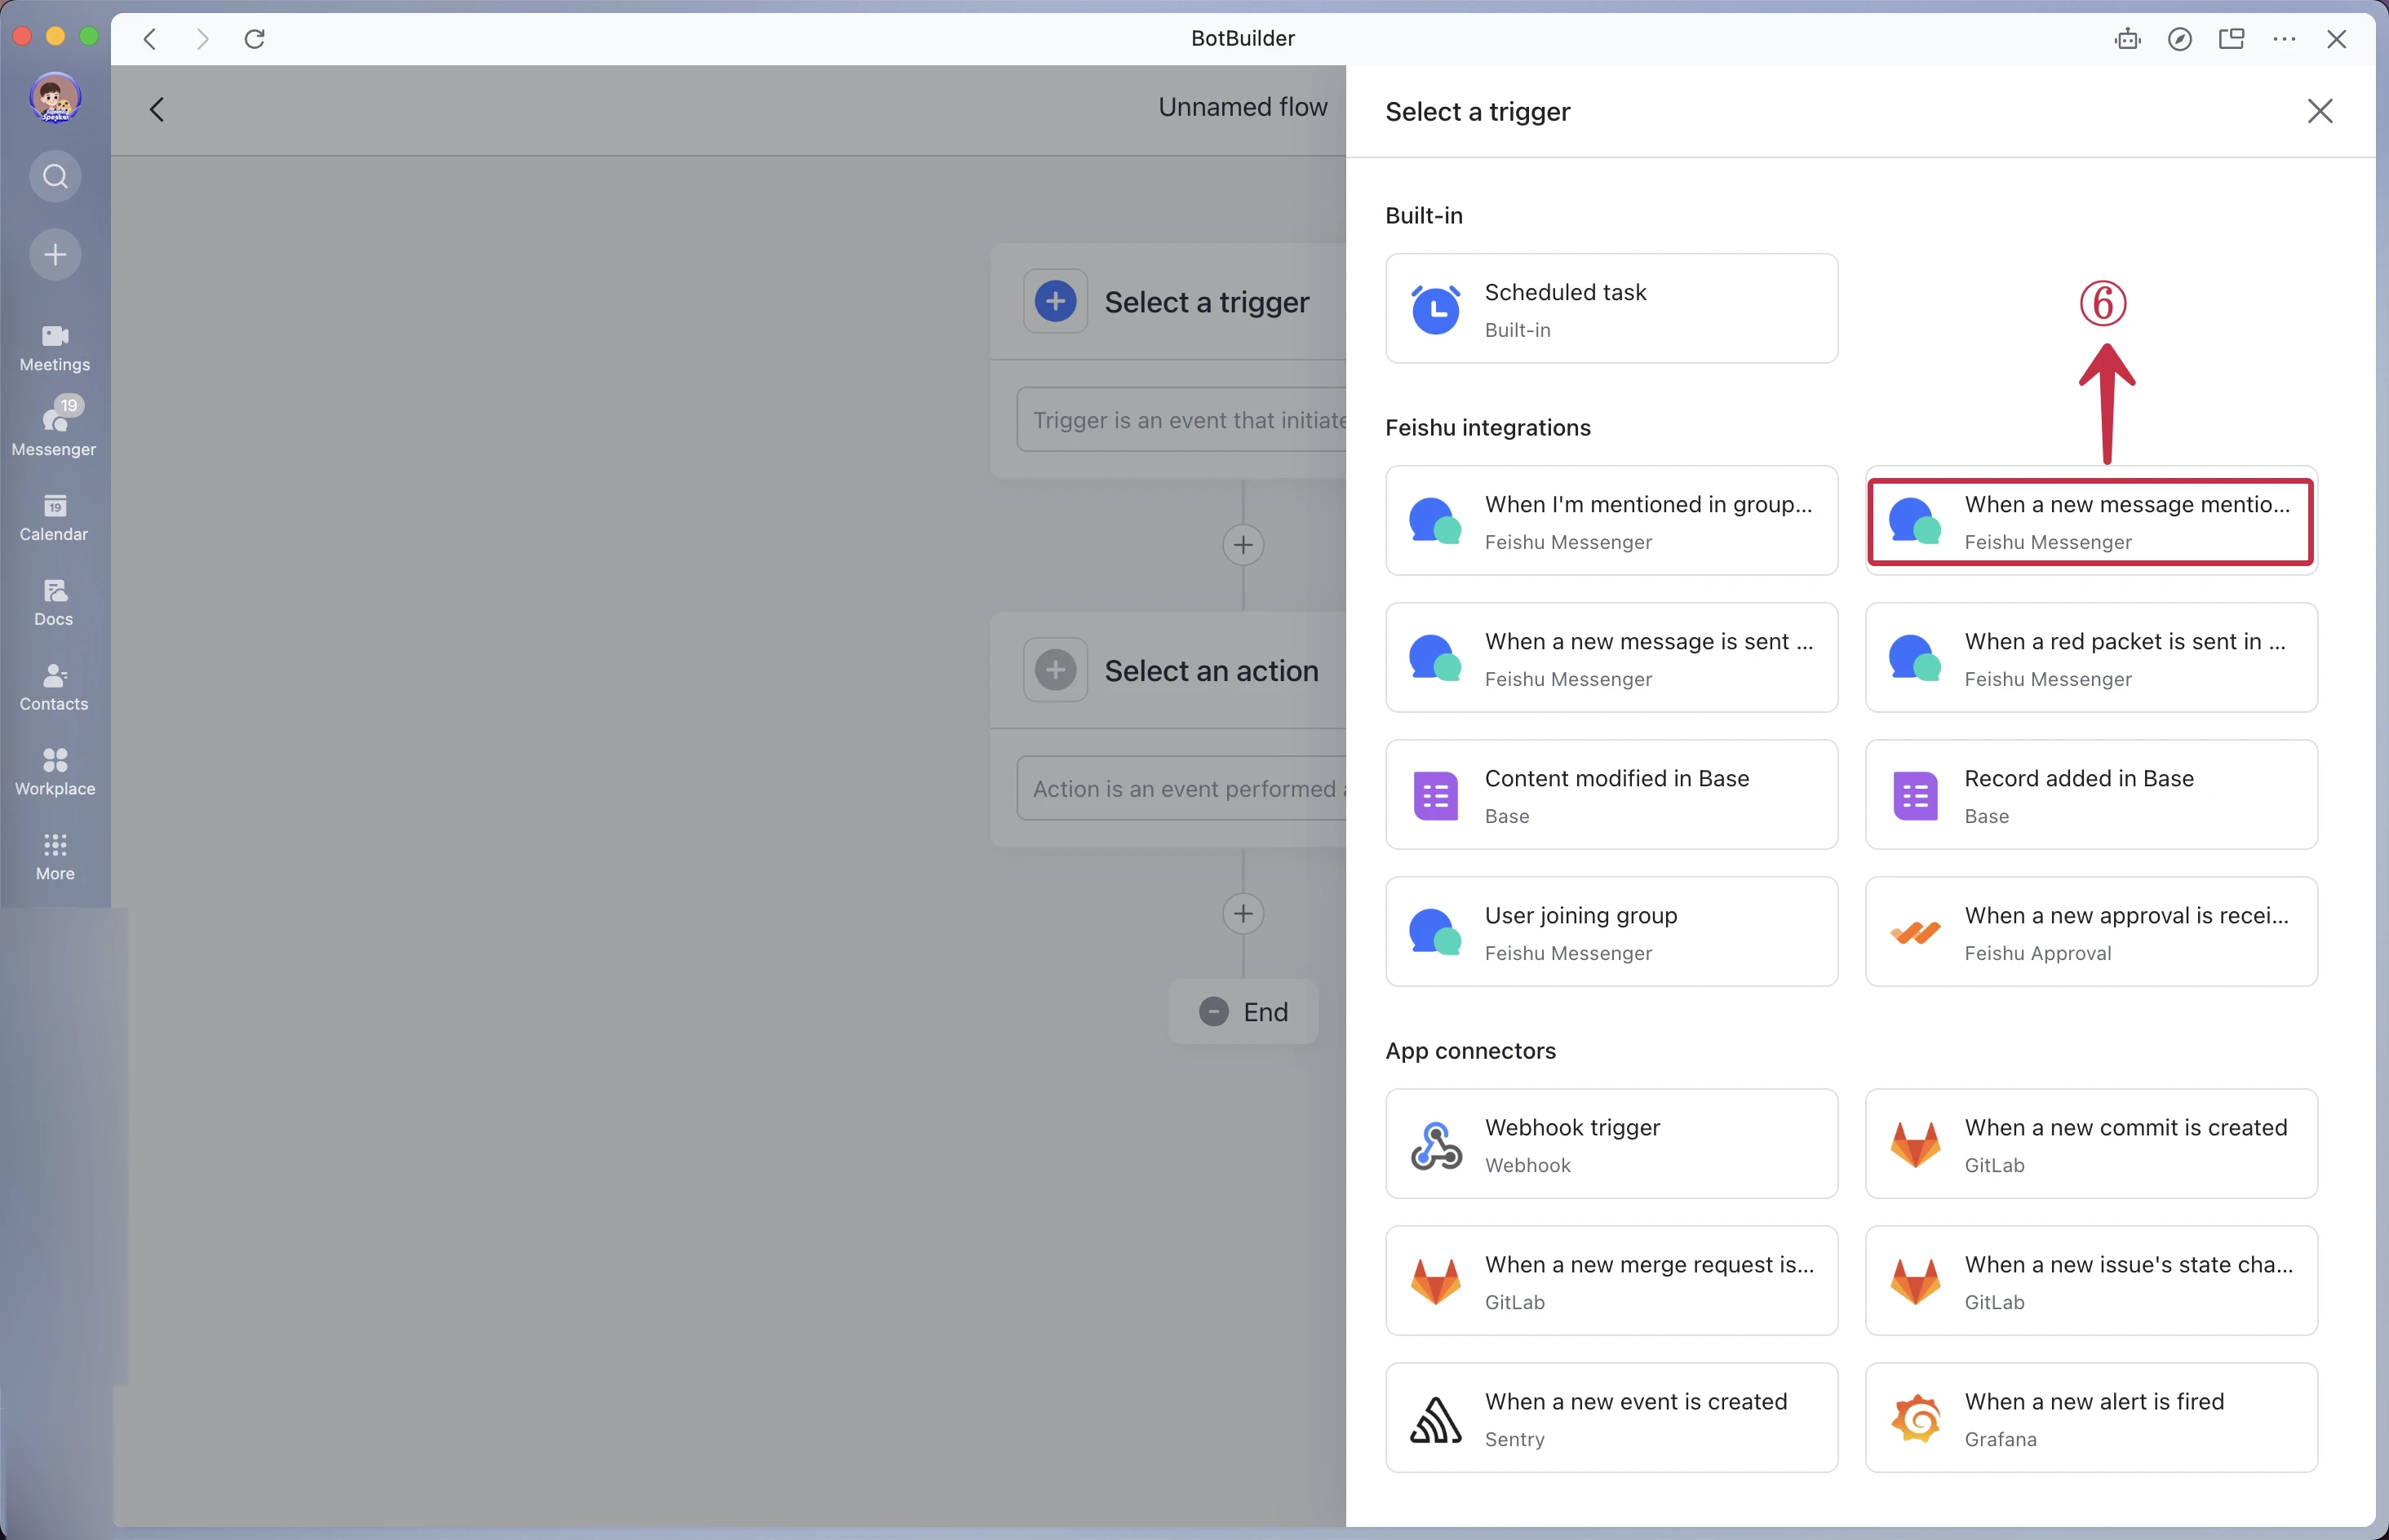 BotBuilder
Speaker
Meetings
19
Messenger
19
Calendar
Docs
Contacts
Workplace
More
Unnamed flow
Select a trigger
Trigger is an event that initiate
Select an action
Action is an event performed
End
Select a trigger
Built-in
Scheduled task
Built-in
⑥
Feishu integrations
When I'm mentioned in group...
Feishu Messenger
When a new message mentio...
Feishu Messenger
When a new message is sent ...
Feishu Messenger
When a red packet is sent in ...
Feishu Messenger
Content modified in Base
Base
Record added in Base
Base
User joining group
Feishu Messenger
When a new approval is recei...
Feishu Approval
App connectors
Webhook trigger
Webhook
When a new commit is created
GitLab
When a new merge request is...
GitLab
When a new issue's state cha...
GitLab
When a new event is created
Sentry
When a new alert is fired
Grafana